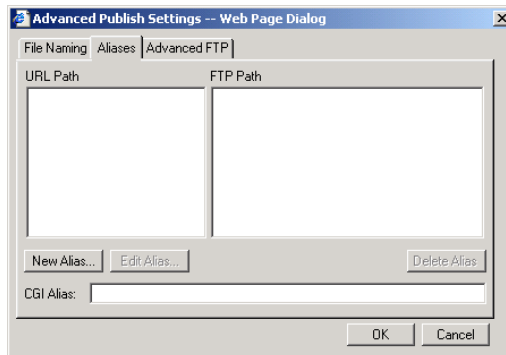 Advanced Publish Settings -- Web Page Dialog
File Naming Aliases Advanced FTP
URL Path FTP Path
New Alias... Edit Alias... Delete Alias
CGI Alias:
OK Cancel